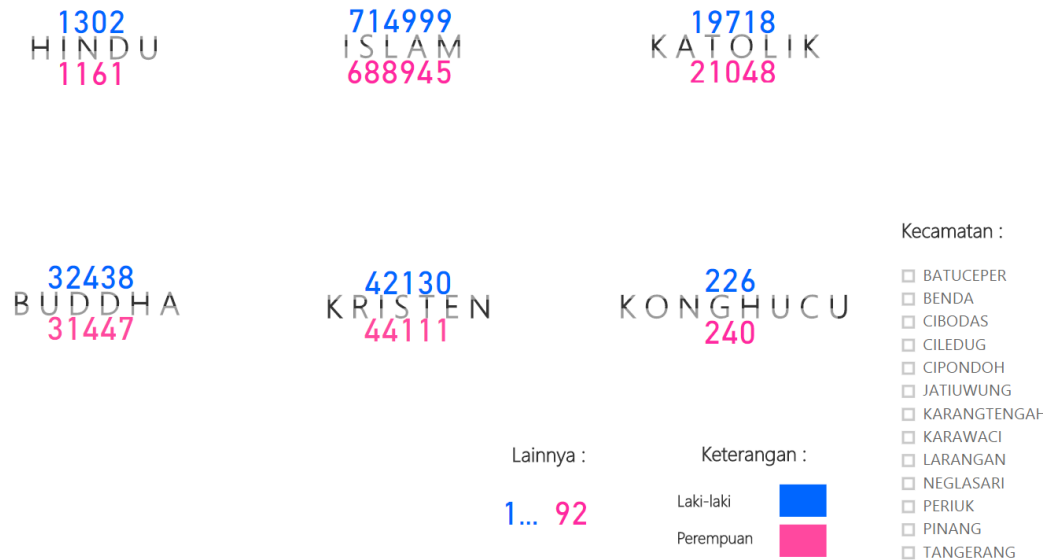 1302
HINDU
1161
714999
ISLAM
688945
19718
KATOLIK
21048
32438
BUDDHA
31447
42130
KRISTEN
44111
226
KONGHUCU
240
Lainnya :
1... 92
Keterangan :
Laki-laki
Perempuan
Kecamatan :
BATUCEPER
BENDA
CIBODAS
CILEDUG
CIPONDOH
JATIUWUNG
KARANGTENGAH
KARAWACI
LARANGAN
NEGLASARI
PERIUK
PINANG
TANGERANG